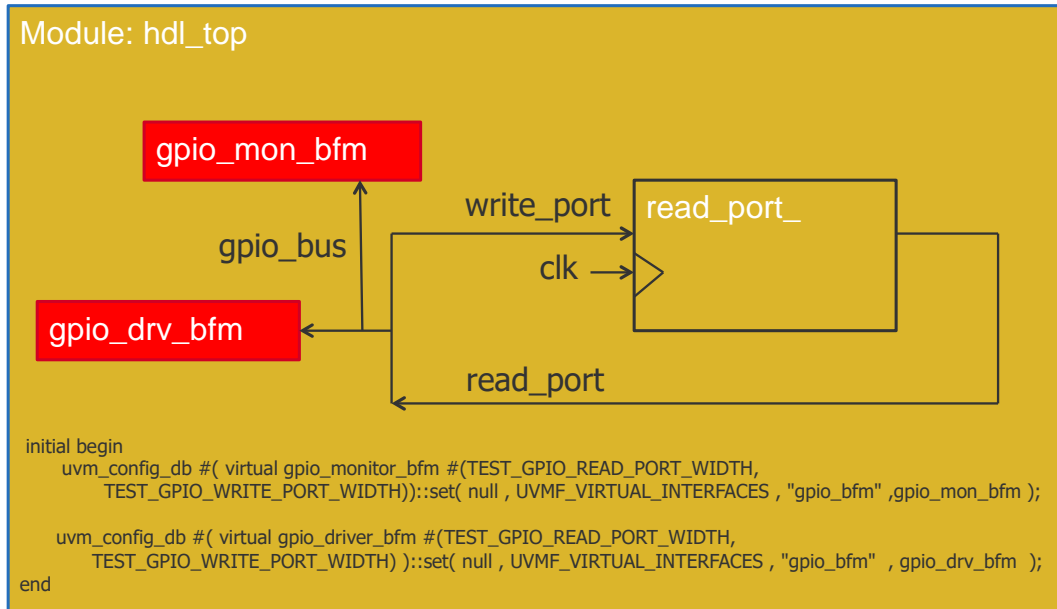 Module: hdl_top
gpio_mon_bfm
write_port
read_port_
gpio_bus
clk
gpio_drv_bfm
read_port
initial begin
uvm_config_db #( virtual gpio_monitor_bfm #(TEST_GPIO_READ_PORT_WIDTH,
TEST_GPIO_WRITE_PORT_WIDTH))::set( null , UVMF_VIRTUAL_INTERFACES , "gpio_bfm" ,gpio_mon_bfm );
uvm_config_db #( virtual gpio_driver_bfm #(TEST_GPIO_READ_PORT_WIDTH,
TEST_GPIO_WRITE_PORT_WIDTH) )::set( null , UVMF_VIRTUAL_INTERFACES , "gpio_bfm" , gpio_drv_bfm );
end